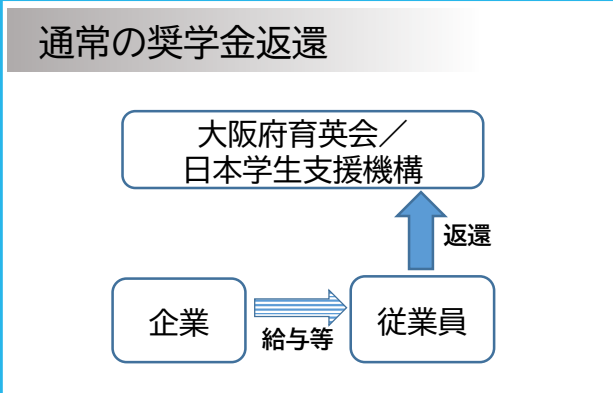 通常の奨学金返還
大阪府育英会／
日本学生支援機構
返還
企業
給与等
従業員